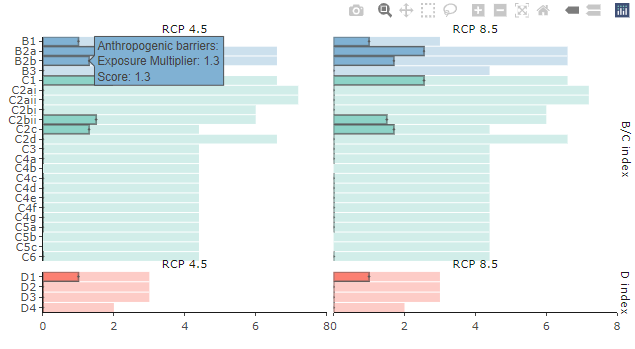 RCP 4.5
RCP 8.5
B1
B2a
B2b
B3
C1
C2ai
C2aii
C2bi
C2bii
C2c
C2d
C3
C4a
C4b
C4c
C4d
C4e
C4f
C4g
C5a
C5b
C5c
C6
Anthropogenic barriers:
Exposure Multiplier: 1.3
Score: 1.3
B/C index
RCP 4.5
RCP 8.5
D1
D2
D3
D4
D index
0 2 4 6 8
0 2 4 6 8